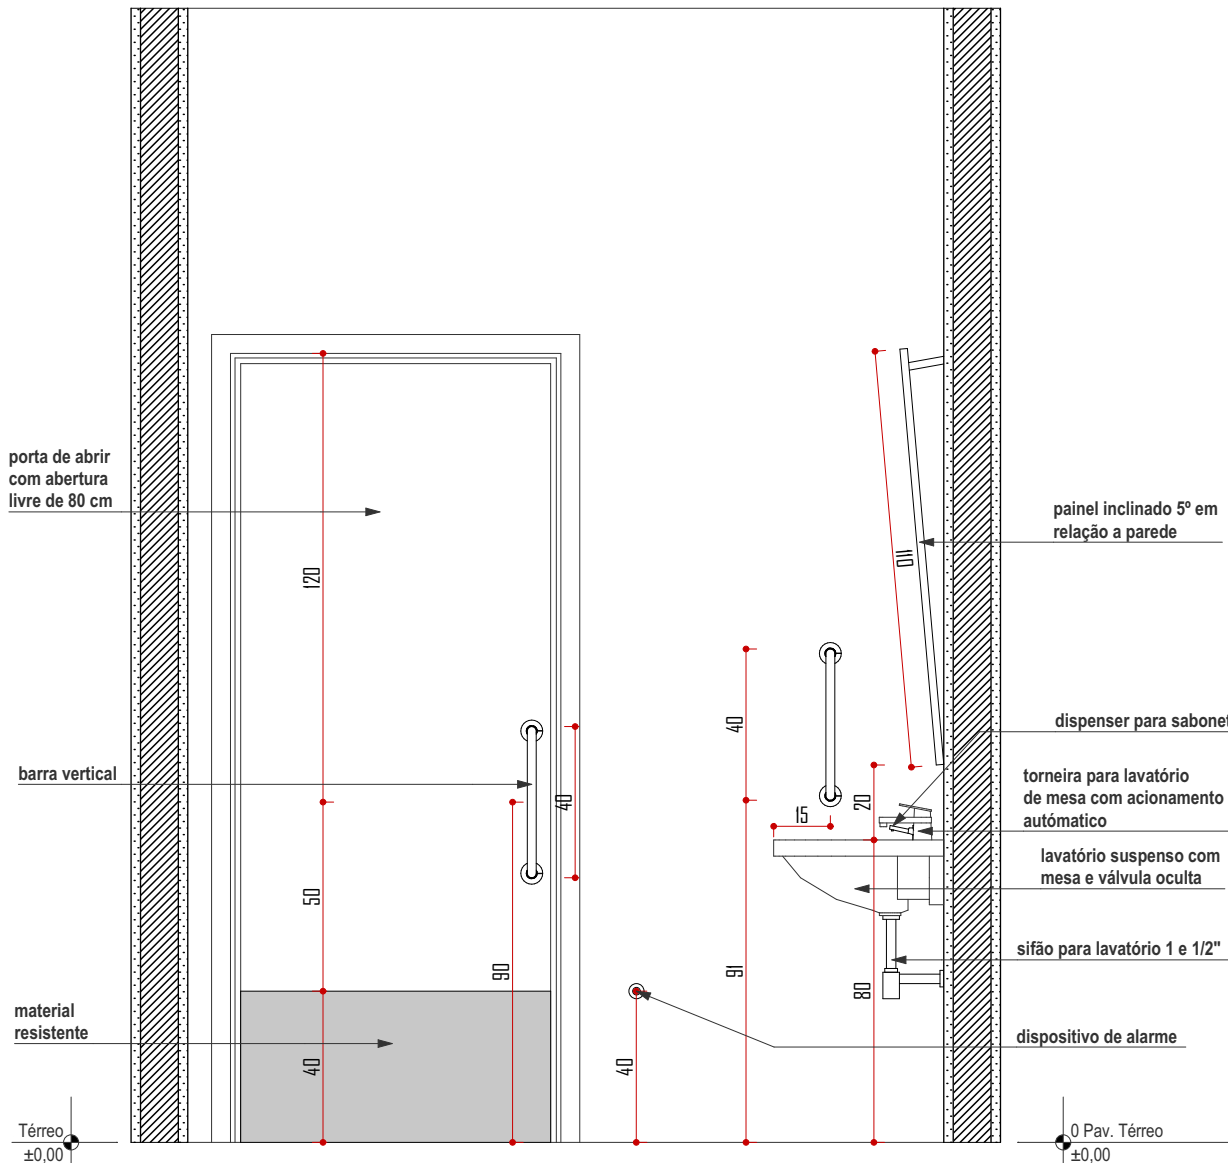 porta de abrir
com abertura
livre de 80 cm
barra vertical
material
resistente
Térreo
±0,00
120
50
40
90
40
40
40
91
15
20
80
110
painel inclinado 5º em
relação a parede
dispenser para sabonet
torneira para lavatório
de mesa com acionamento
autómatico
lavatório suspenso com
mesa e válvula oculta
sifão para lavatório 1 e 1/2"
dispositivo de alarme
0 Pav. Térreo
±0,00